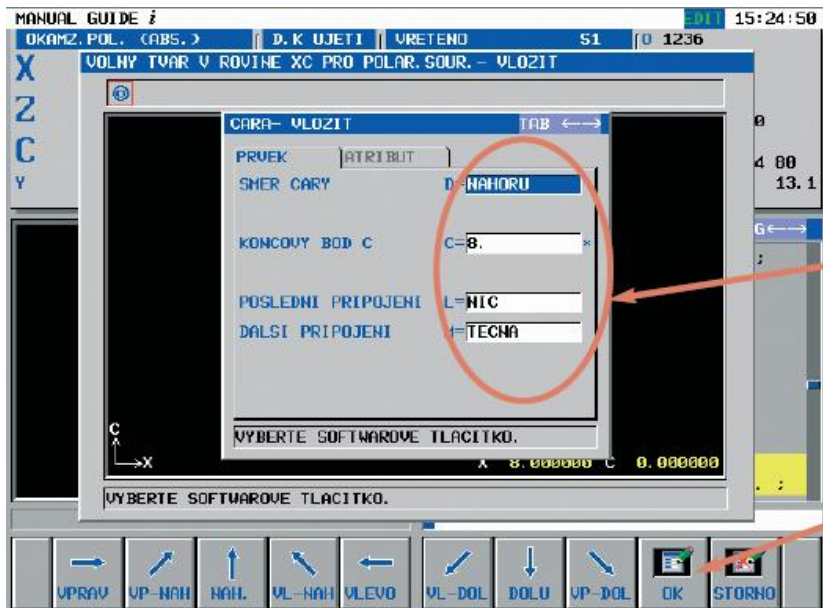 MANUAL GUIDE i EDIT 15:24:50
OKAMZ.POL. (ABS.) D.K UJETI VRETENO S1 O 1236
X
Z
C
Y
VOLNY TVAR V ROVINE XC PRO POLAR.SOUR.- VLOZIT
0
4 80
13.1
CARA- VLOZIT TAB ←→
PRVEK ATRIBUT
SMER CARY D=NAHORU
KONCOVY BOD C C=8. *
POSLEDNI PRIPOJENI L=NIC
DALSI PRIPOJENI M=TECNA
VYBERTE SOFTWAROVE TLACITKO.
G←→
;
C
X
X 8.000000 C 0.000000
. ;
VYBERTE SOFTWAROVE TLACITKO.
VPRAV VP-NAH NAH. VL-NAH VLEVO VL-DOL DOLU VP-DOL OK STORNO